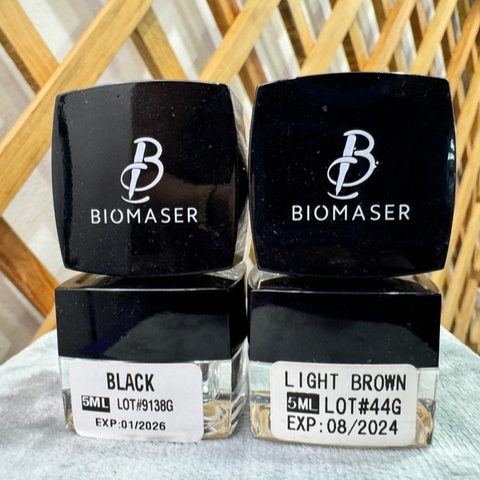 B
BIOMASER
B
BIOMASER
BLACK
5ML LOT#9138G
EXP:01/2026
LIGHT BROWN
5ML LOT#44G
EXP:08/2024